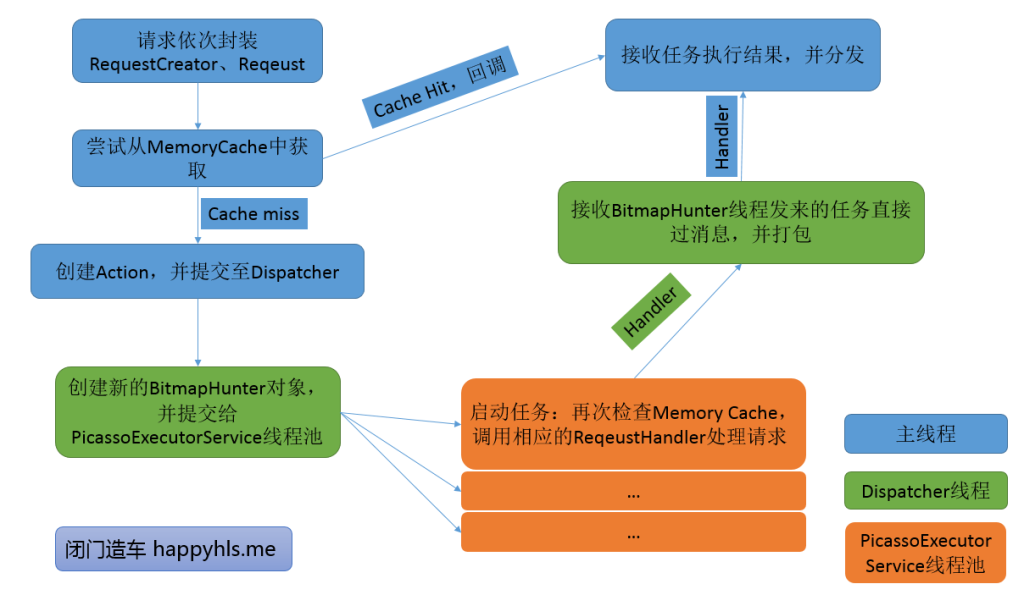 请求依次封装
RequestCreator、Reqeust
尝试从MemoryCache中获
取
Cache Hit，回调
接收任务执行结果，并分发
Handler
Cache miss
接收BitmapHunter线程发来的任务直接
过消息，并打包
创建Action，并提交至Dispatcher
Handler
创建新的BitmapHunter对象，
并提交给
PicassoExecutorService线程池
启动任务：再次检查Memory Cache，
调用相应的ReqeustHandler处理请求
...
...
主线程
Dispatcher线程
PicassoExecutor
Service线程池
闭门造车 happyhls.me